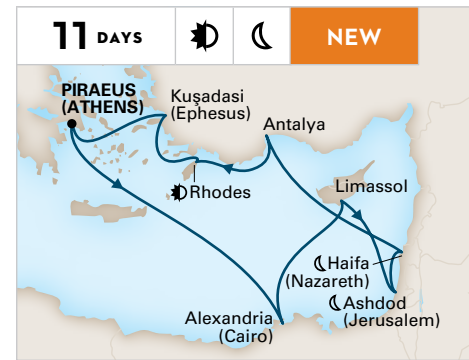 11 DAYS
NEW
PIRAEUS
(ATHENS)
Kuşadasi
(Ephesus)
Antalya
Rhodes
Limassol
Haifa
(Nazareth)
Ashdod
(Jerusalem)
Alexandria
(Cairo)